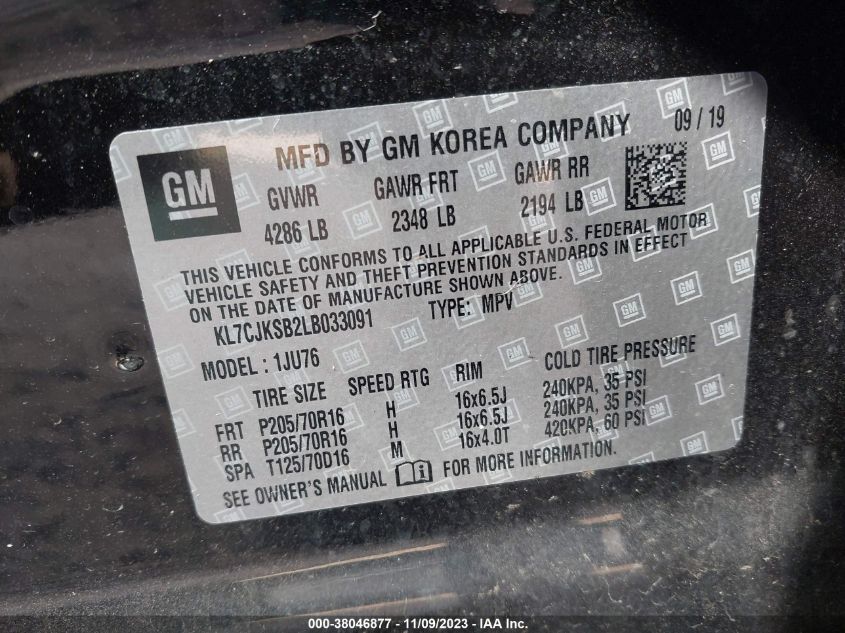 GM
MFD BY GM KOREA COMPANY 09 / 19
GVWR GAWR FRT GAWR RR
4286 LB 2348 LB 2194 LB
THIS VEHICLE CONFORMS TO ALL APPLICABLE U.S. FEDERAL MOTOR
VEHICLE SAFETY AND THEFT PREVENTION STANDARDS IN EFFECT
ON THE DATE OF MANUFACTURE SHOWN ABOVE.
KL7CJKSB2LB033091 TYPE: MPV
MODEL : 1JU76
TIRE SIZE SPEED RTG RIM COLD TIRE PRESSURE
FRT P205/70R16 H 16x6.5J 240KPA, 35 PSI
RR P205/70R16 H 16x6.5J 240KPA, 35 PSI
SPA T125/70D16 M 16x4.0T 420KPA, 60 PSI
SEE OWNER'S MANUAL FOR MORE INFORMATION.
000-38046877 - 11/09/2023 - IAAI.com